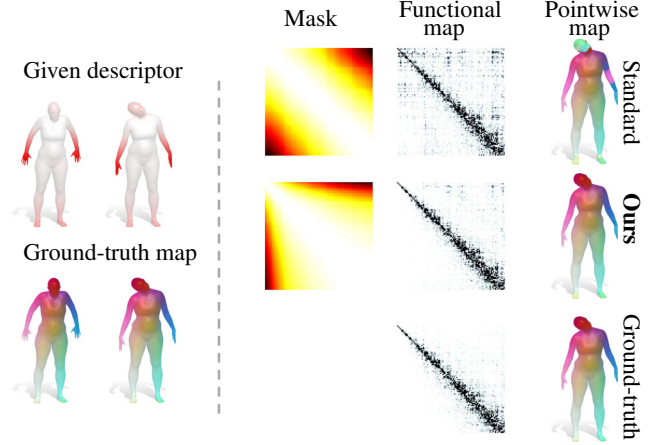 Given descriptor
Ground-truth map
Mask
Functional
map
Pointwise
map
Standard
Ours
Ground-truth